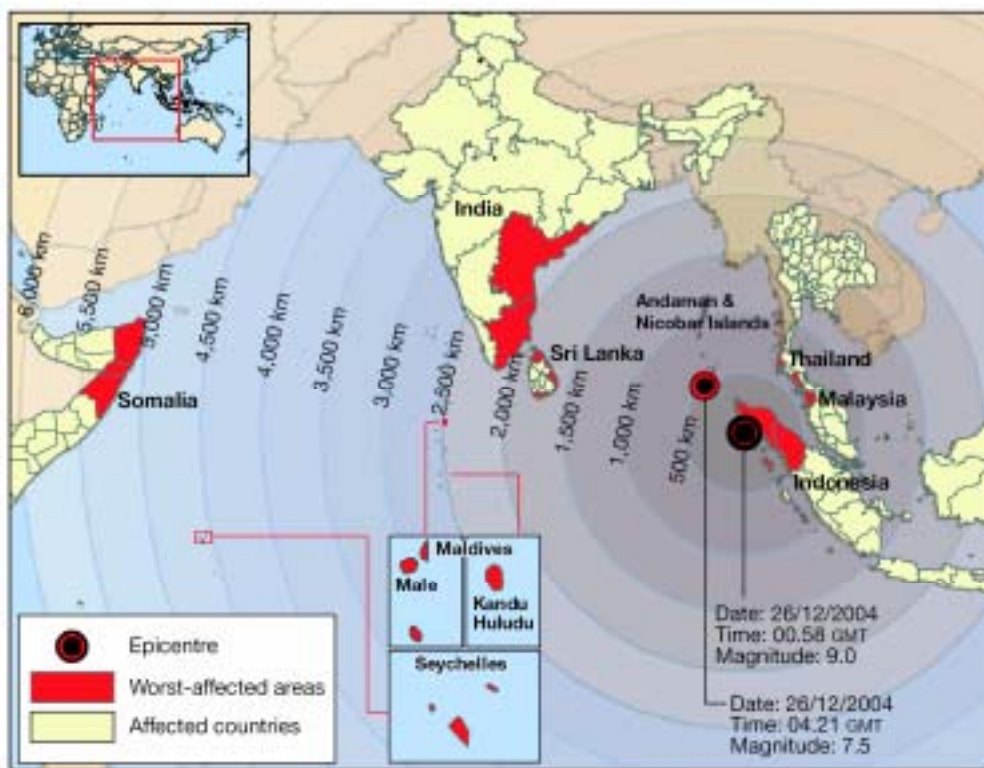 India
6,000 km
5,500 km
5,000 km
4,500 km
4,000 km
3,500 km
3,000 km
2,500 km
2,000 km
1,500 km
1,000 km
500 km
Andaman &
Nicobar Islands
Sri Lanka
Thailand
Malaysia
Somalia
Indonesia
Maldives
Male
Kandu
Huludu
Seychelles
Date: 26/12/2004
Time: 00.58 GMT
Magnitude: 9.0
Date: 26/12/2004
Time: 04.21 GMT
Magnitude: 7.5
Epicentre
Worst-affected areas
Affected countries